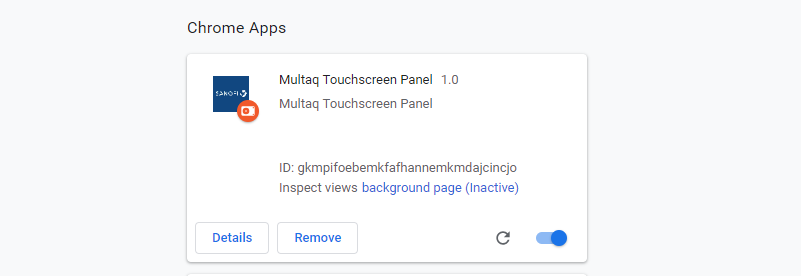 Chrome Apps
SANOFI
Multaq Touchscreen Panel 1.0
Multaq Touchscreen Panel
ID: gkmpifoebemkfafhannemkmdajcincjo
Inspect views background page (Inactive)
Details Remove